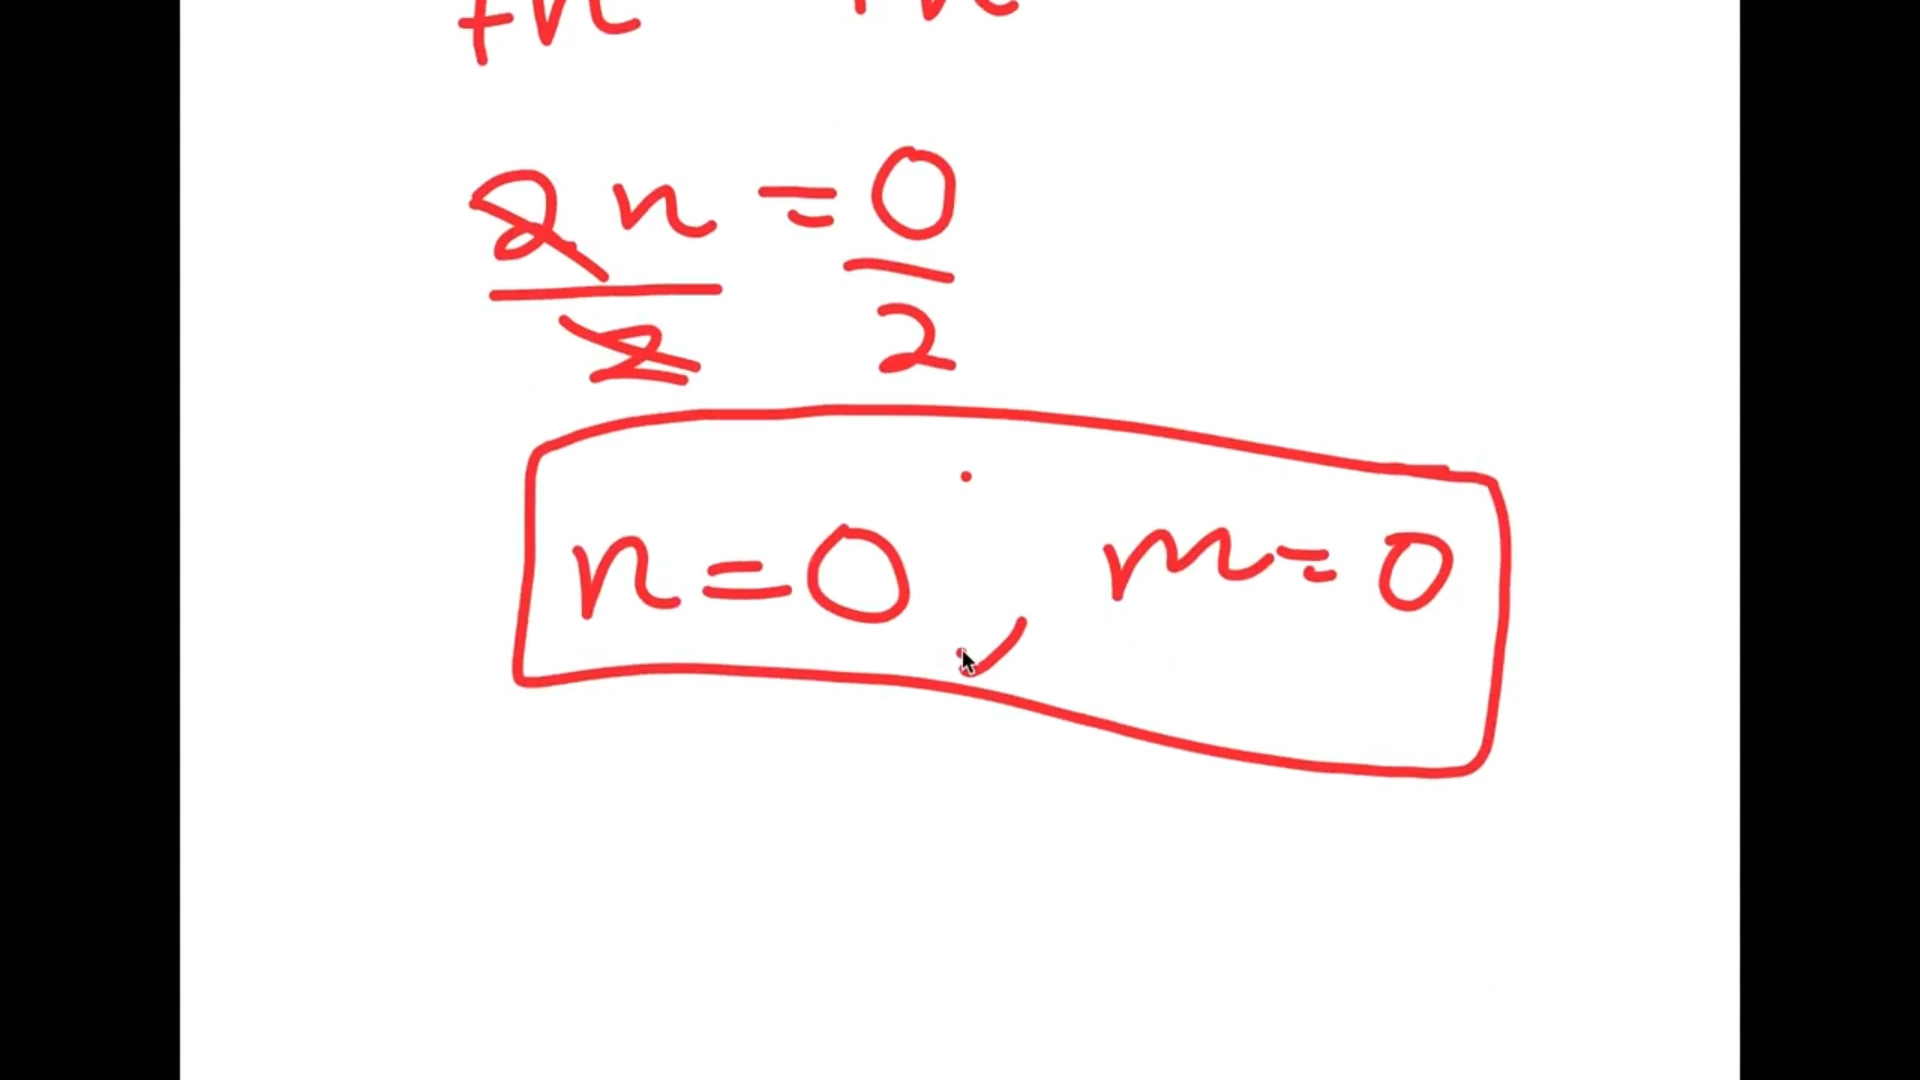 +n +n
2n = 0
2 2
n = 0 , m = 0